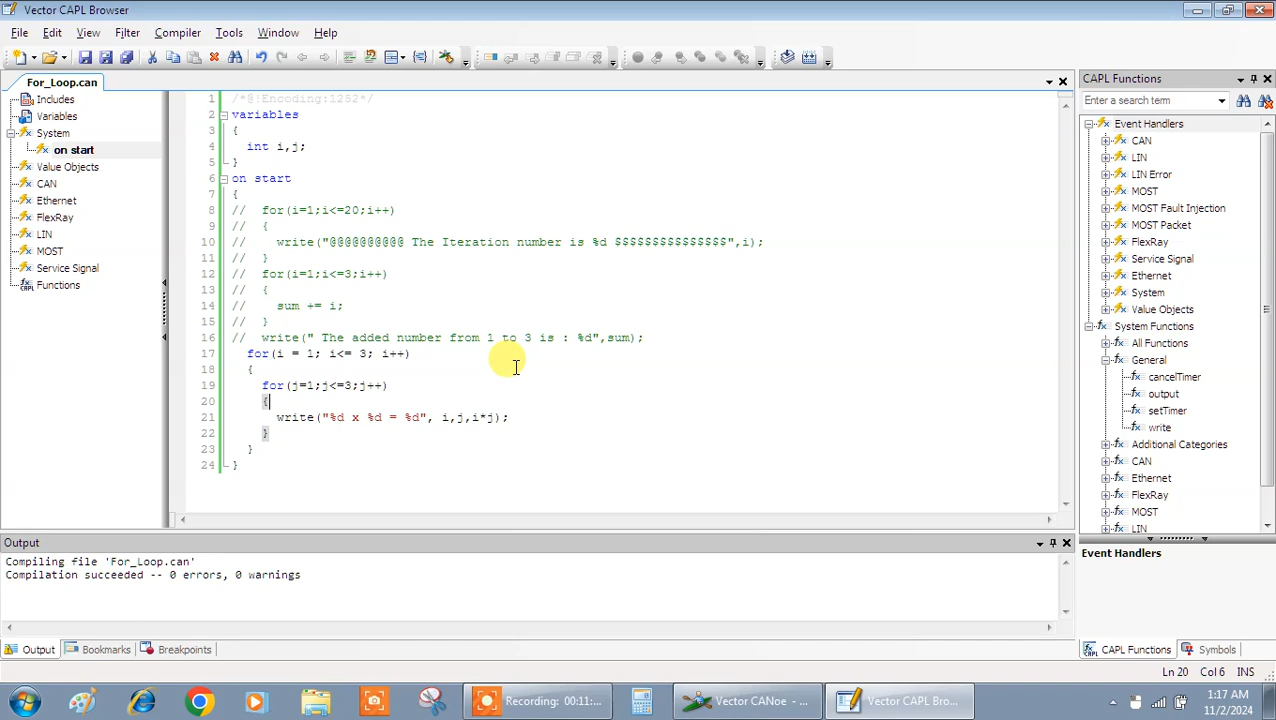 Vector CAPL Browser
File Edit View Filter Compiler Tools Window Help
For_Loop.can
Includes
Variables
System
on start
Value Objects
CAN
Ethernet
FlexRay
LIN
MOST
Service Signal
Functions
1 /*@!Encoding:1252*/
2 variables
3 {
4 int i,j;
5 }
6 on start
7 {
8 // for(i=1;i<=20;i++)
9 // {
10 // write("@@@@@@@@@@ The Iteration number is %d $$$$$$$$$$$$$$$",i);
11 // }
12 // for(i=1;i<=3;i++)
13 // {
14 // sum += i;
15 // }
16 // write(" The added number from 1 to 3 is : %d",sum);
17 for(i = 1; i<= 3; i++)
18 {
19 for(j=1;j<=3;j++)
20 {
21 write("%d x %d = %d", i,j,i*j);
22 }
23 }
24 }
CAPL Functions
Enter a search term
Event Handlers
CAN
LIN
LIN Error
MOST
MOST Fault Injection
MOST Packet
FlexRay
Service Signal
Ethernet
System
Value Objects
System Functions
All Functions
General
cancelTimer
output
setTimer
write
Additional Categories
CAN
Ethernet
FlexRay
MOST
LIN
Event Handlers
CAPL Functions Symbols
Output
Compiling file 'For_Loop.can'
Compilation succeeded -- 0 errors, 0 warnings
Output Bookmarks Breakpoints
Ln 20 Col 6 INS
Recording: 00:11:... Vector CANoe - ... Vector CAPL Bro...
1:17 AM
11/2/2024